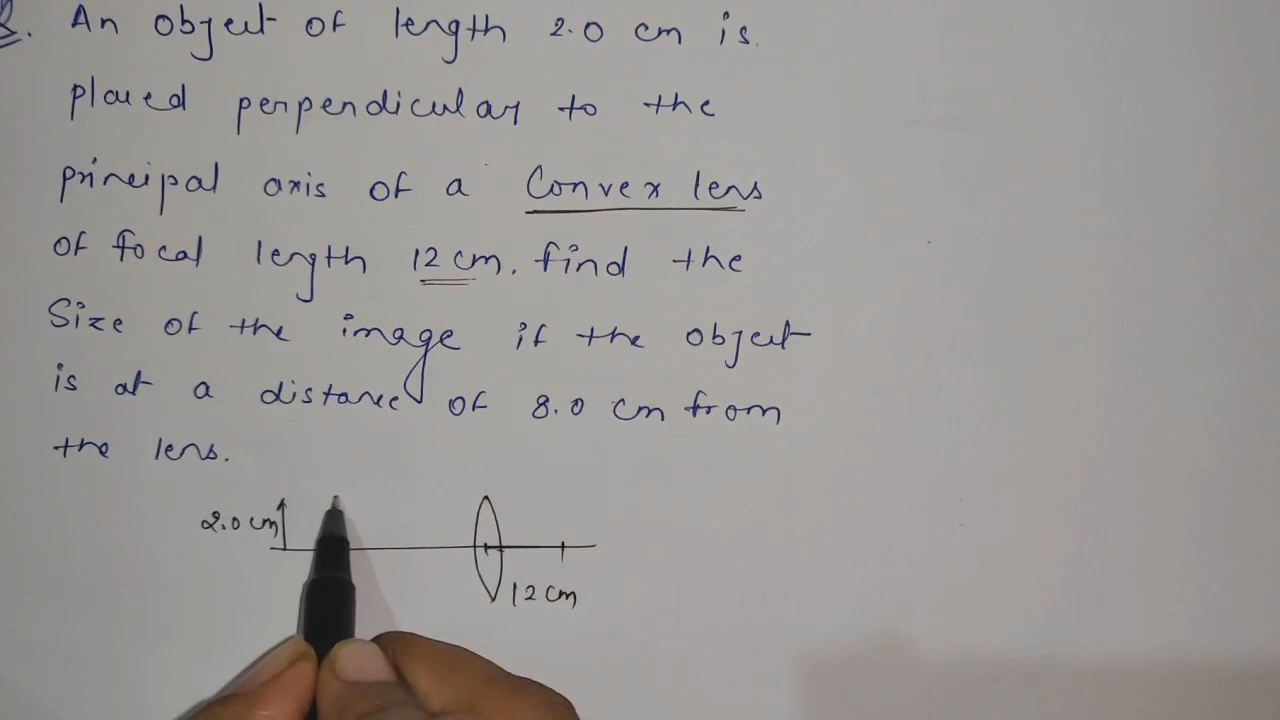 Q. An object of length 2.0 cm is
placed perpendicular to the
principal axis of a Convex lens
of focal length 12 cm. find the
Size of the image if the object
is at a distance of 8.0 cm from
the lens.
2.0 cm
12 cm